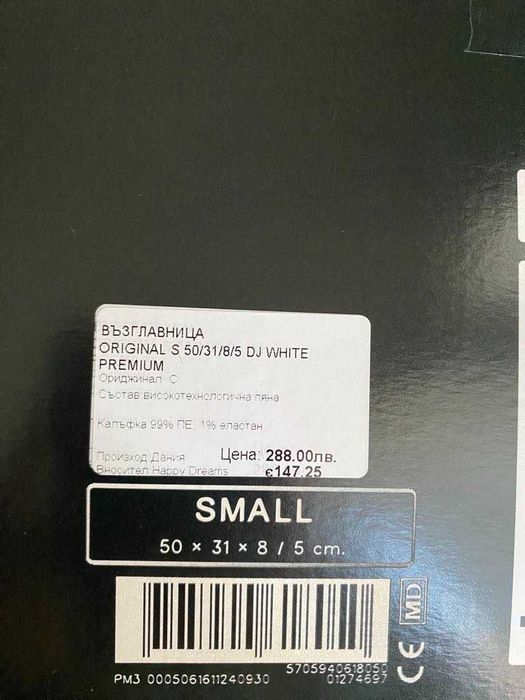 ВЪЗГЛАВНИЦА
ORIGINAL S 50/31/8/5 DJ WHITE
PREMIUM
Ориджинал С
Състав:високотехнологична пяна
Калъфка 99% ПЕ, 1% еластан
Произход:Дания Цена: 288.00лв.
Вносител:Happy Dreams €147.25
SMALL
50 × 31 × 8 / 5 cm.
MD
CE
5705940618050
PM3 0005061611240930 01274697